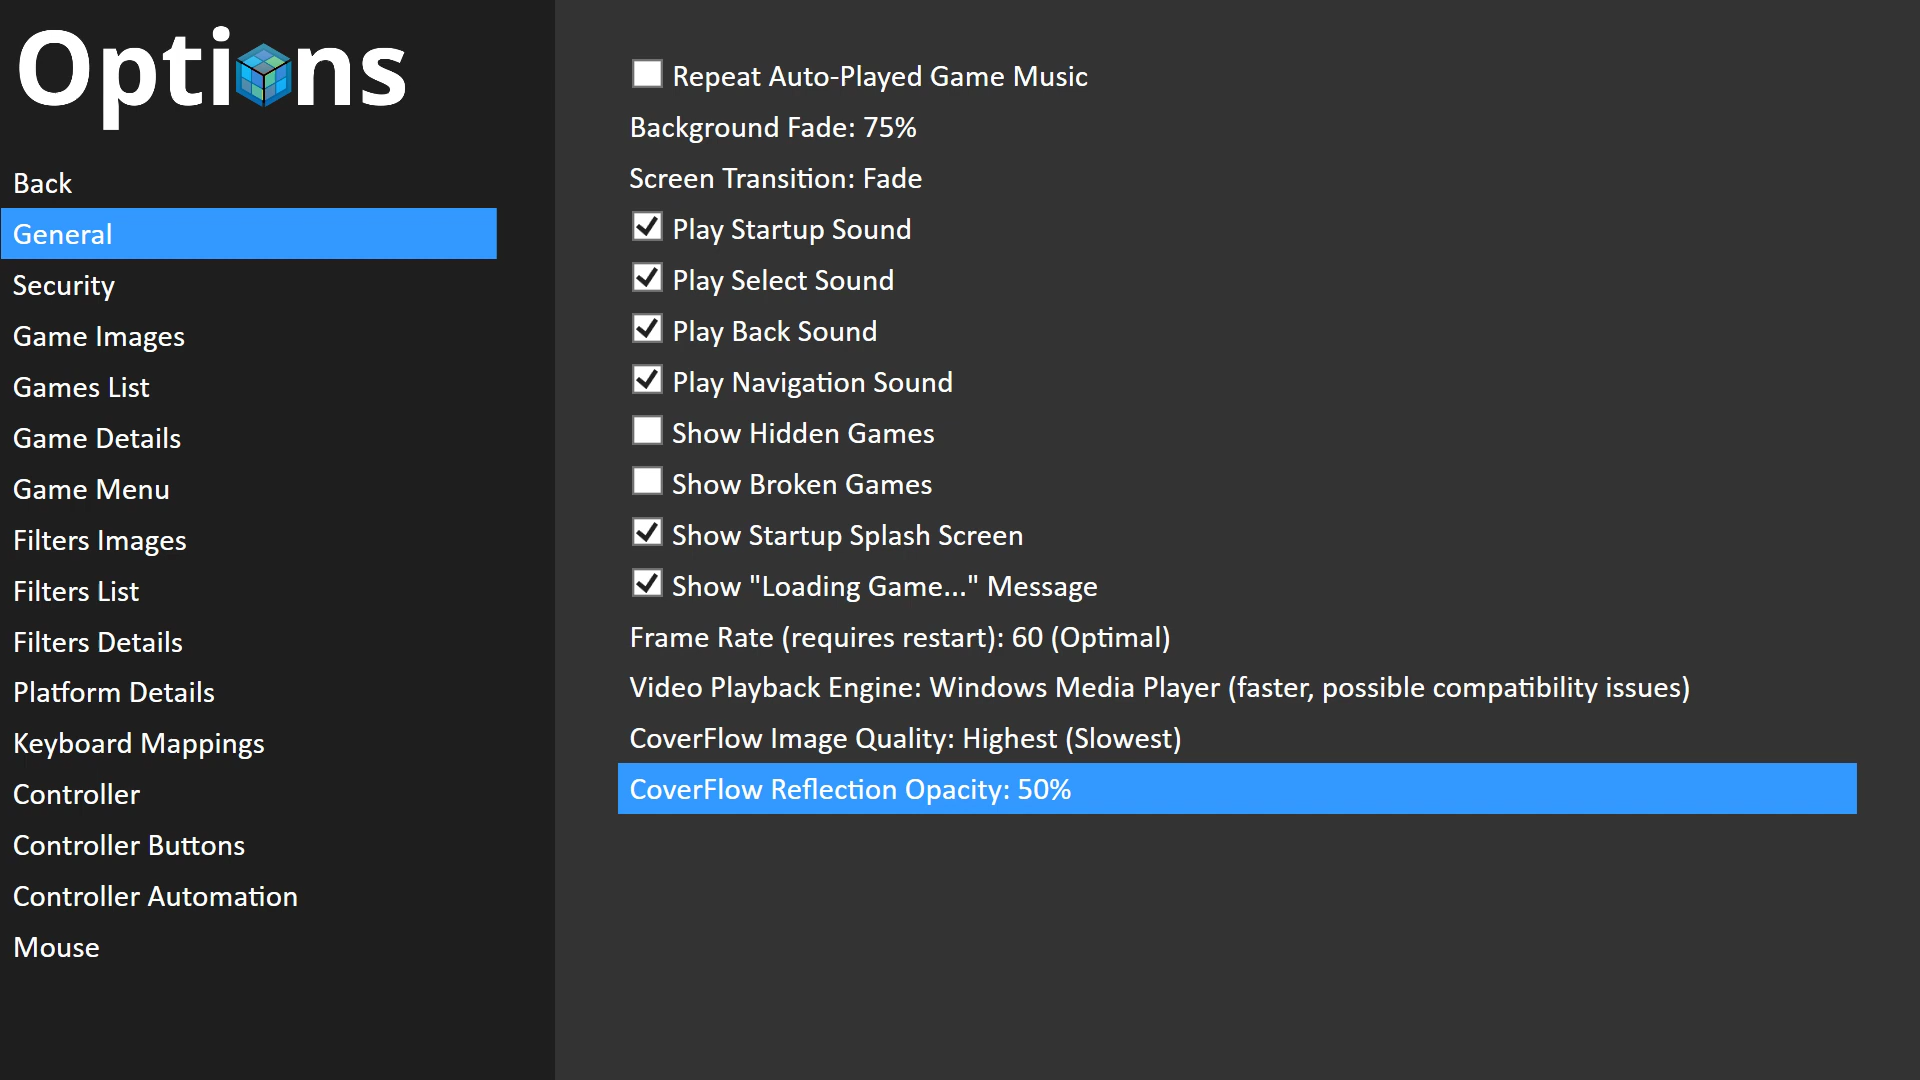 Options
Back
General
Security
Game Images
Games List
Game Details
Game Menu
Filters Images
Filters List
Filters Details
Platform Details
Keyboard Mappings
Controller
Controller Buttons
Controller Automation
Mouse
Repeat Auto-Played Game Music
Background Fade: 75%
Screen Transition: Fade
Play Startup Sound
Play Select Sound
Play Back Sound
Play Navigation Sound
Show Hidden Games
Show Broken Games
Show Startup Splash Screen
Show "Loading Game..." Message
Frame Rate (requires restart): 60 (Optimal)
Video Playback Engine: Windows Media Player (faster, possible compatibility issues)
CoverFlow Image Quality: Highest (Slowest)
CoverFlow Reflection Opacity: 50%